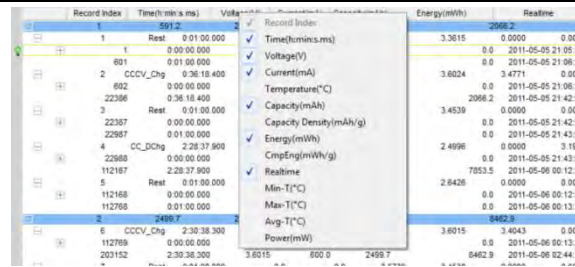 Record Index Time(h:min:s.ms) Energy(mWh) Realtime
1 591.2 2066.2
1 Rest 0:01:00.000 3.3615 0.0000
1 0:00:00.000 0.0 2011-05-05 21:05:
601 0:01:00.000 0.0 2011-05-05 21:06:
2 CCCV_Chg 0:36:18.400 3.6024 3.4771
602 0:00:00.000 0.0 2011-05-05 21:06:
22386 0:36:18.400 2066.2 2011-05-05 21:42:
3 Rest 0:01:00.000 3.4539 0.0000
22387 0:00:00.000 0.0 2011-05-05 21:42:
22987 0:01:00.000 0.0 2011-05-05 21:43:
4 CC_DChg 2:28:37.900 2.4996 0.0000 3.19
22988 0:00:00.000 0.0 2011-05-05 21:43:
112167 2:28:37.900 7853.5 2011-05-06 00:12:
5 Rest 0:01:00.000 2.6426 0.0000
112168 0:00:00.000 0.0 2011-05-06 00:12:
112768 0:01:00.000 0.0 2011-05-06 00:13:
2 2499.7 8462.9
6 CCCV_Chg 2:30:38.300 3.6015 3.4043
112769 0:00:00.000 0.0 2011-05-06 00:13:
203152 2:30:38.300 3.6015 600.0 2499.7 8462.9 2011-05-06 02:44:
Record Index
Time(h:min:s.ms)
Voltage(V)
Current(mA)
Temperature(°C)
Capacity(mAh)
Capacity Density(mAh/g)
Energy(mWh)
CmpEng(mWh/g)
Realtime
Min-T(°C)
Max-T(°C)
Avg-T(°C)
Power(mW)